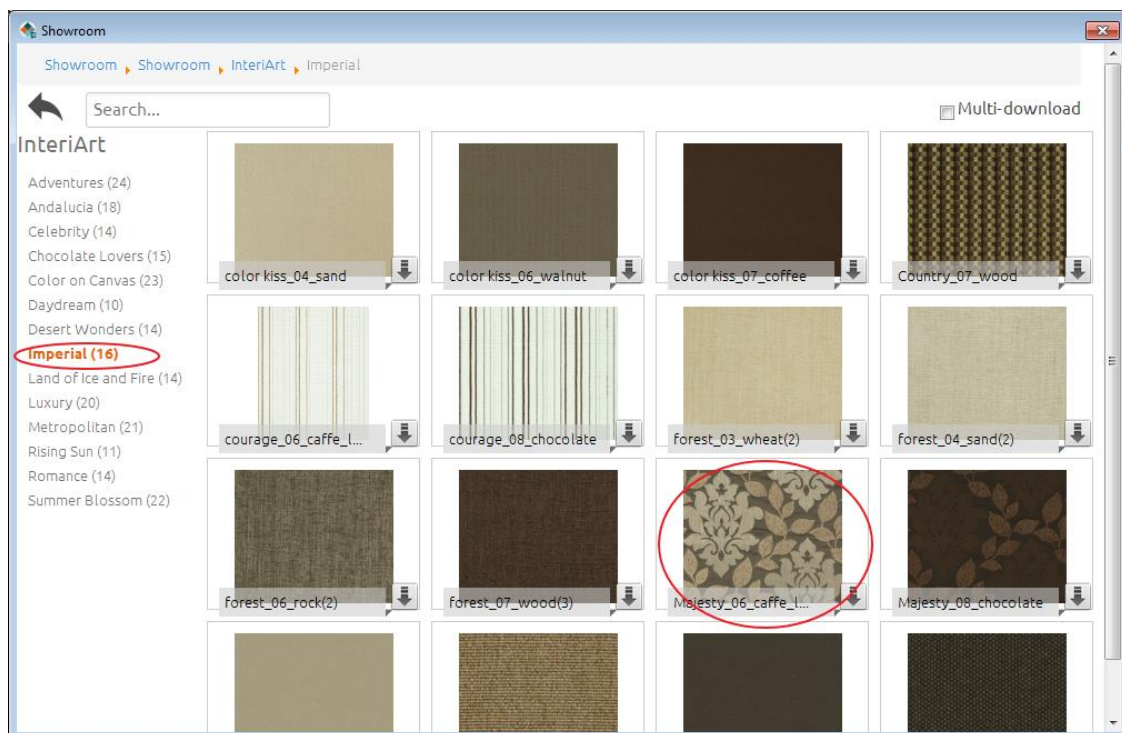 Showroom
Showroom Showroom InteriArt Imperial
Search...
Multi-download
InteriArt
Adventures (24)
Andalucia (18)
Celebrity (14)
Chocolate Lovers (15)
Color on Canvas (23)
Daydream (10)
Desert Wonders (14)
Imperial (16)
Land of Ice and Fire (14)
Luxury (20)
Metropolitan (21)
Rising Sun (11)
Romance (14)
Summer Blossom (22)
color kiss_04_sand
color kiss_06_walnut
color kiss_07_coffee
Country_07_wood
courage_06_caffe_l...
courage_08_chocolate
forest_03_wheat(2)
forest_04_sand(2)
forest_06_rock(2)
forest_07_wood(3)
Majesty_06_caffe_l...
Majesty_08_chocolate